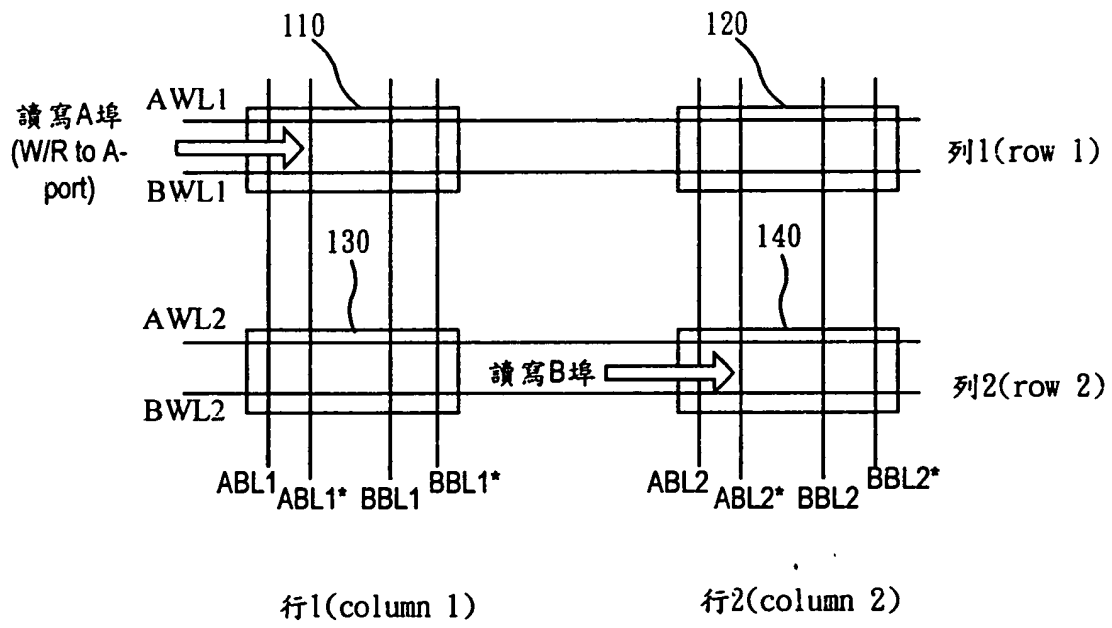 110
120
AWL1
讀寫A埠
(W/R to A-
port)
BWL1
列1(row 1)
130
140
AWL2
讀寫B埠
BWL2
列2(row 2)
ABL1
ABL1*
BBL1
BBL1*
ABL2
ABL2*
BBL2
BBL2*
行1(column 1)
行2(column 2)